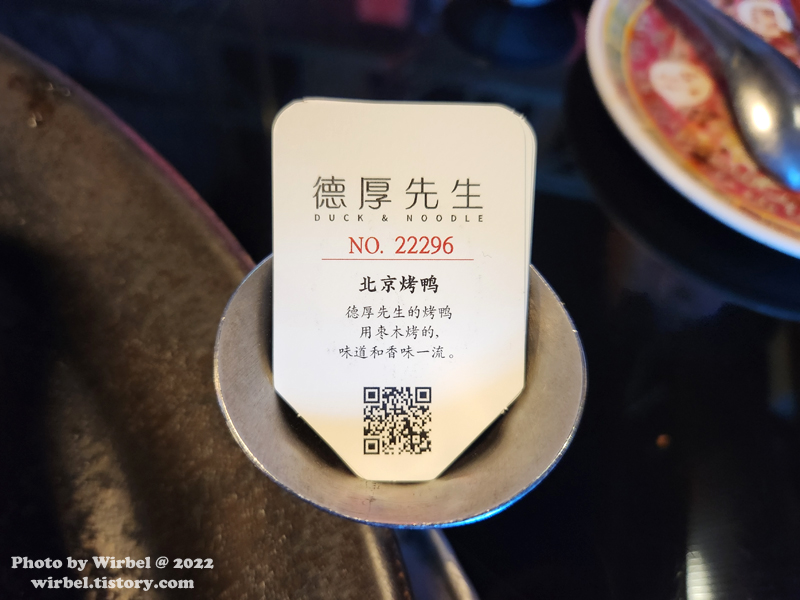 德厚先生
DUCK & NOODLE
NO. 22296
北京烤鸭
德厚先生的烤鸭
用枣木烤的,
味道和香味一流。
Photo by Wirbel @ 2022
wirbel.tistory.com